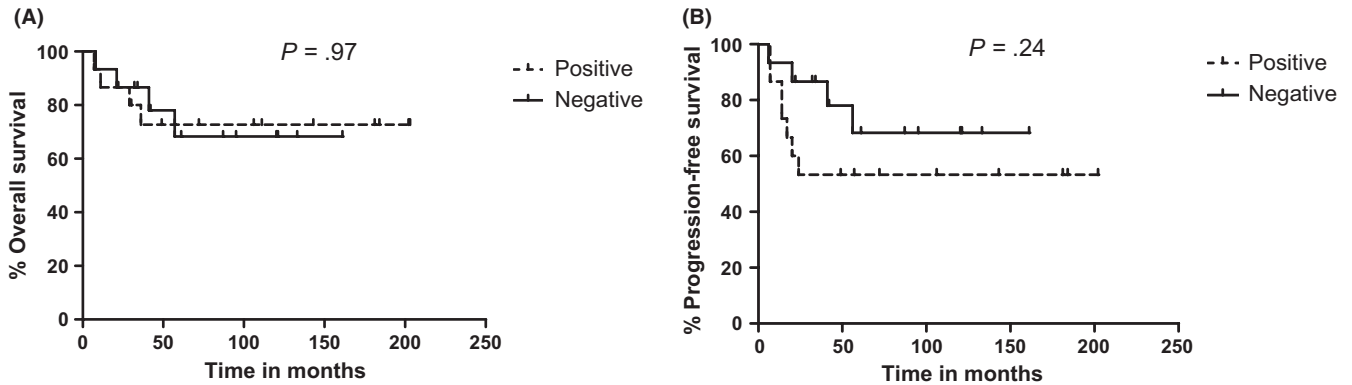 (A)
P = .97
Positive
Negative
% Overall survival
100
80
60
40
20
0
0 50 100 150 200 250
Time in months
(B)
P = .24
Positive
Negative
% Progression-free survival
100
80
60
40
20
0
0 50 100 150 200 250
Time in months